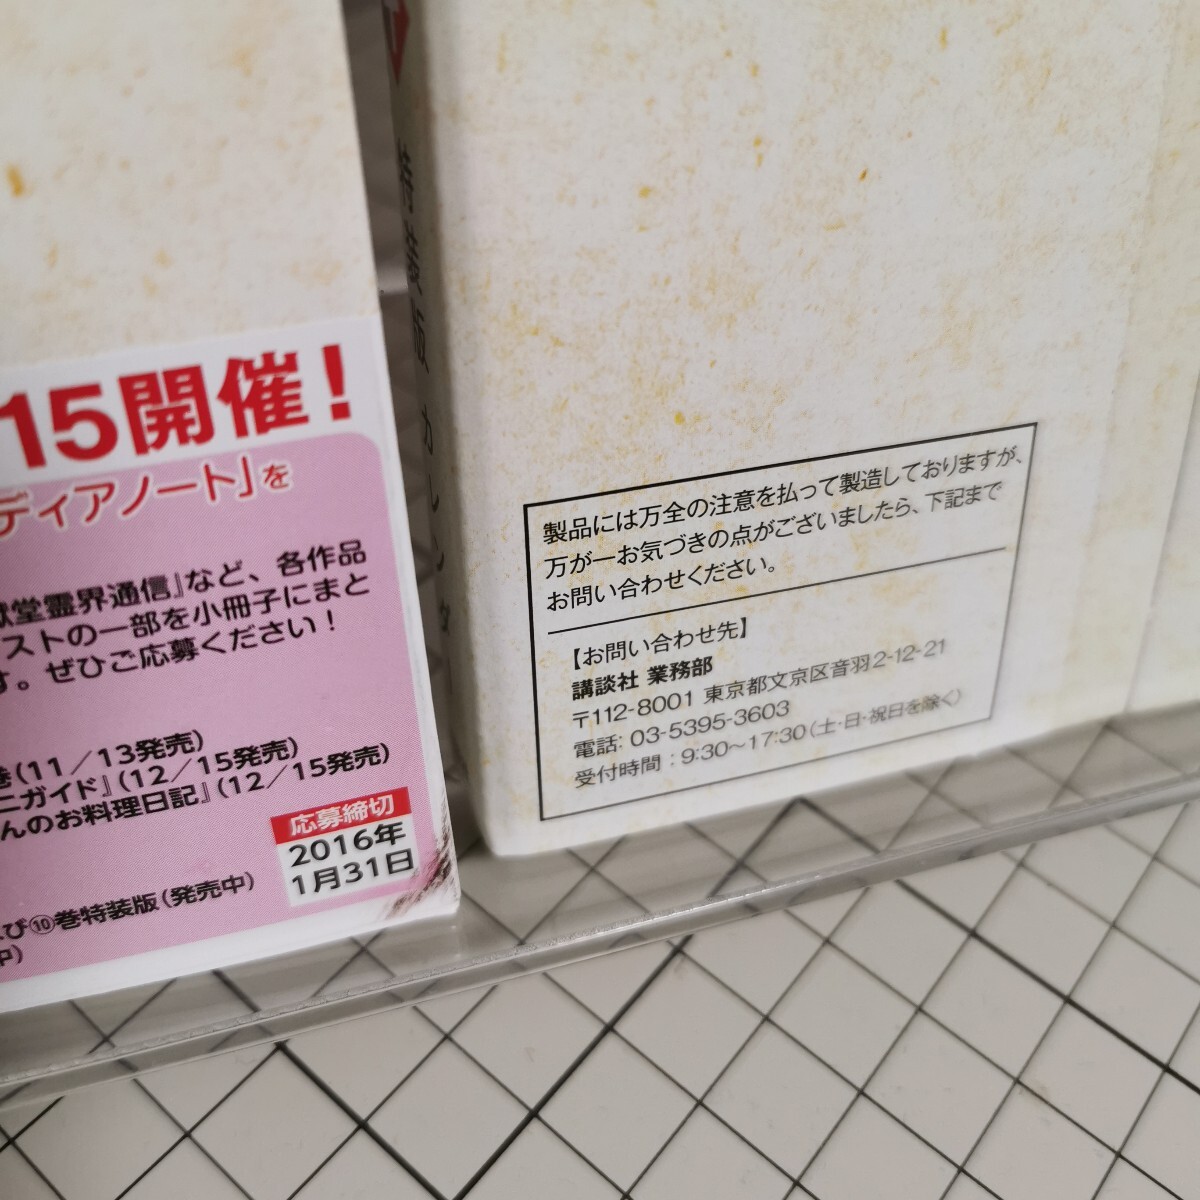 15開催!
ディアノート」を
獄堂霊界通信』など、各作品
ストの一部を小冊子にまと
す。ぜひご応募ください!
巻(11/13発売)
ニガイド』(12/15発売)
んのお料理日記』(12/15発売)
応募締切
2016年
1月31日
び⑩巻特装版(発売中)
中)
版 カレンダー
製品には万全の注意を払って製造しておりますが、
万が一お気づきの点がございましたら、下記まで
お問い合わせください。
【お問い合わせ先】
講談社 業務部
〒112-8001 東京都文京区音羽2-12-21
電話: 03-5395-3603
受付時間 : 9:30〜17:30(土・日・祝日を除く)